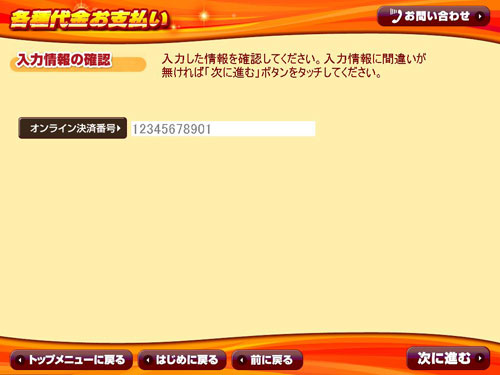 各種代金お支払い
お問い合わせ
入力情報の確認
入力した情報を確認してください。入力情報に間違いが
無ければ「次に進む」ボタンをタッチしてください。
オンライン決済番号
12345678901
トップメニューに戻る
はじめに戻る
前に戻る
次に進む